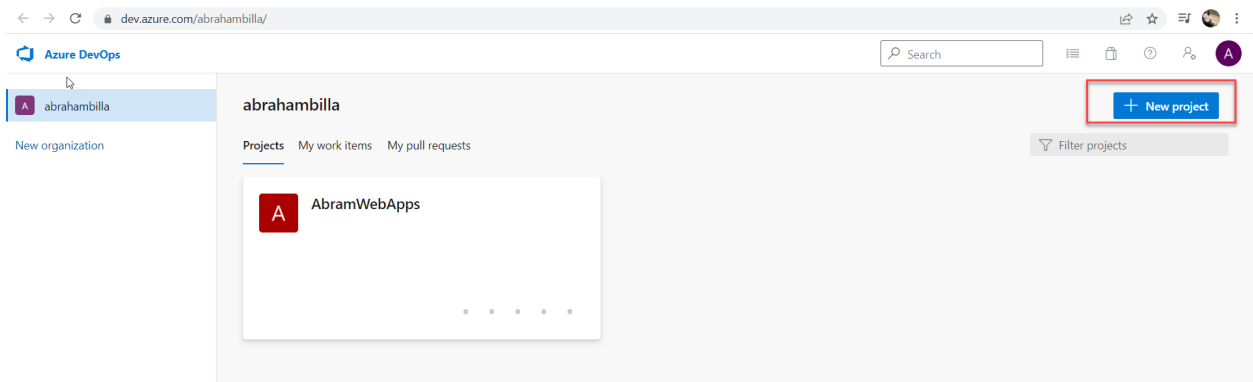 dev.azure.com/abrahambilla/
Azure DevOps
Search
A
A abrahambilla
New organization
abrahambilla
New project
Projects My work items My pull requests
Filter projects
A AbramWebApps